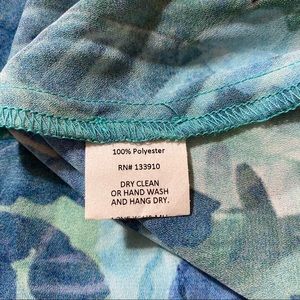 100% Polyester
RN# 133910
DRY CLEAN
OR HAND WASH
AND HANG DRY.